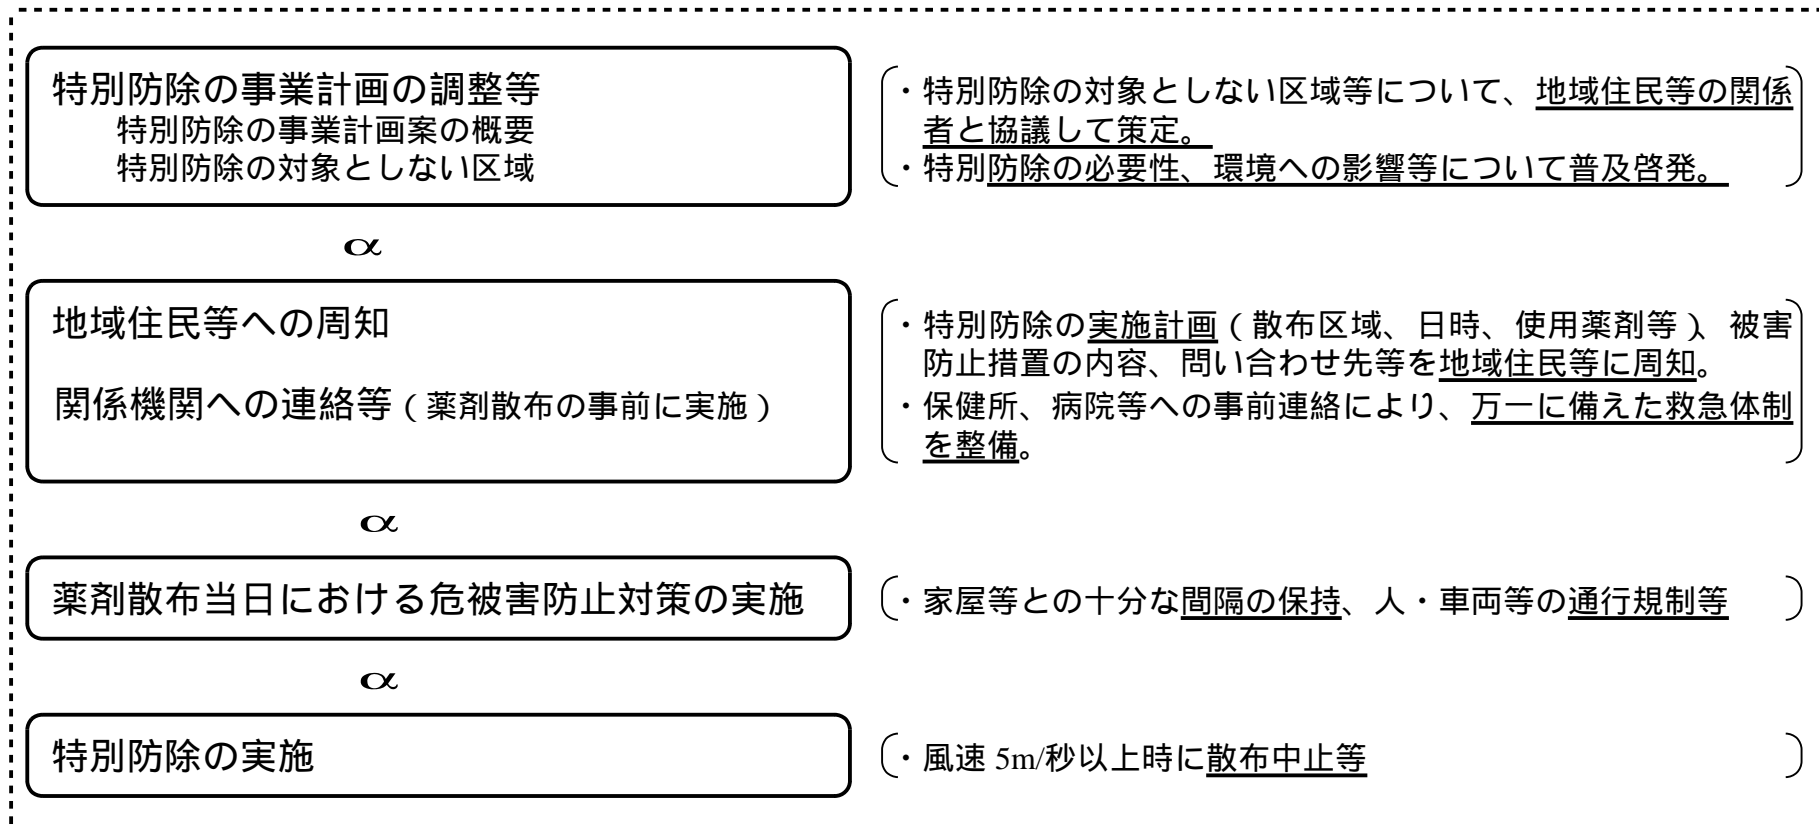 特別防除の事業計画の調整等
特別防除の事業計画案の概要
特別防除の対象としない区域
・特別防除の対象としない区域等について、地域住民等の関係
者と協議して策定。
・特別防除の必要性、環境への影響等について普及啓発。
α
地域住民等への周知
関係機関への連絡等(薬剤散布の事前に実施)
・特別防除の実施計画(散布区域、日時、使用薬剤等)、被害
防止措置の内容、問い合わせ先等を地域住民等に周知。
・保健所、病院等への事前連絡により、万一に備えた救急体制
を整備。
α
薬剤散布当日における危被害防止対策の実施
・家屋等との十分な間隔の保持、人・車両等の通行規制等
α
特別防除の実施
・風速 5m/秒以上時に散布中止等